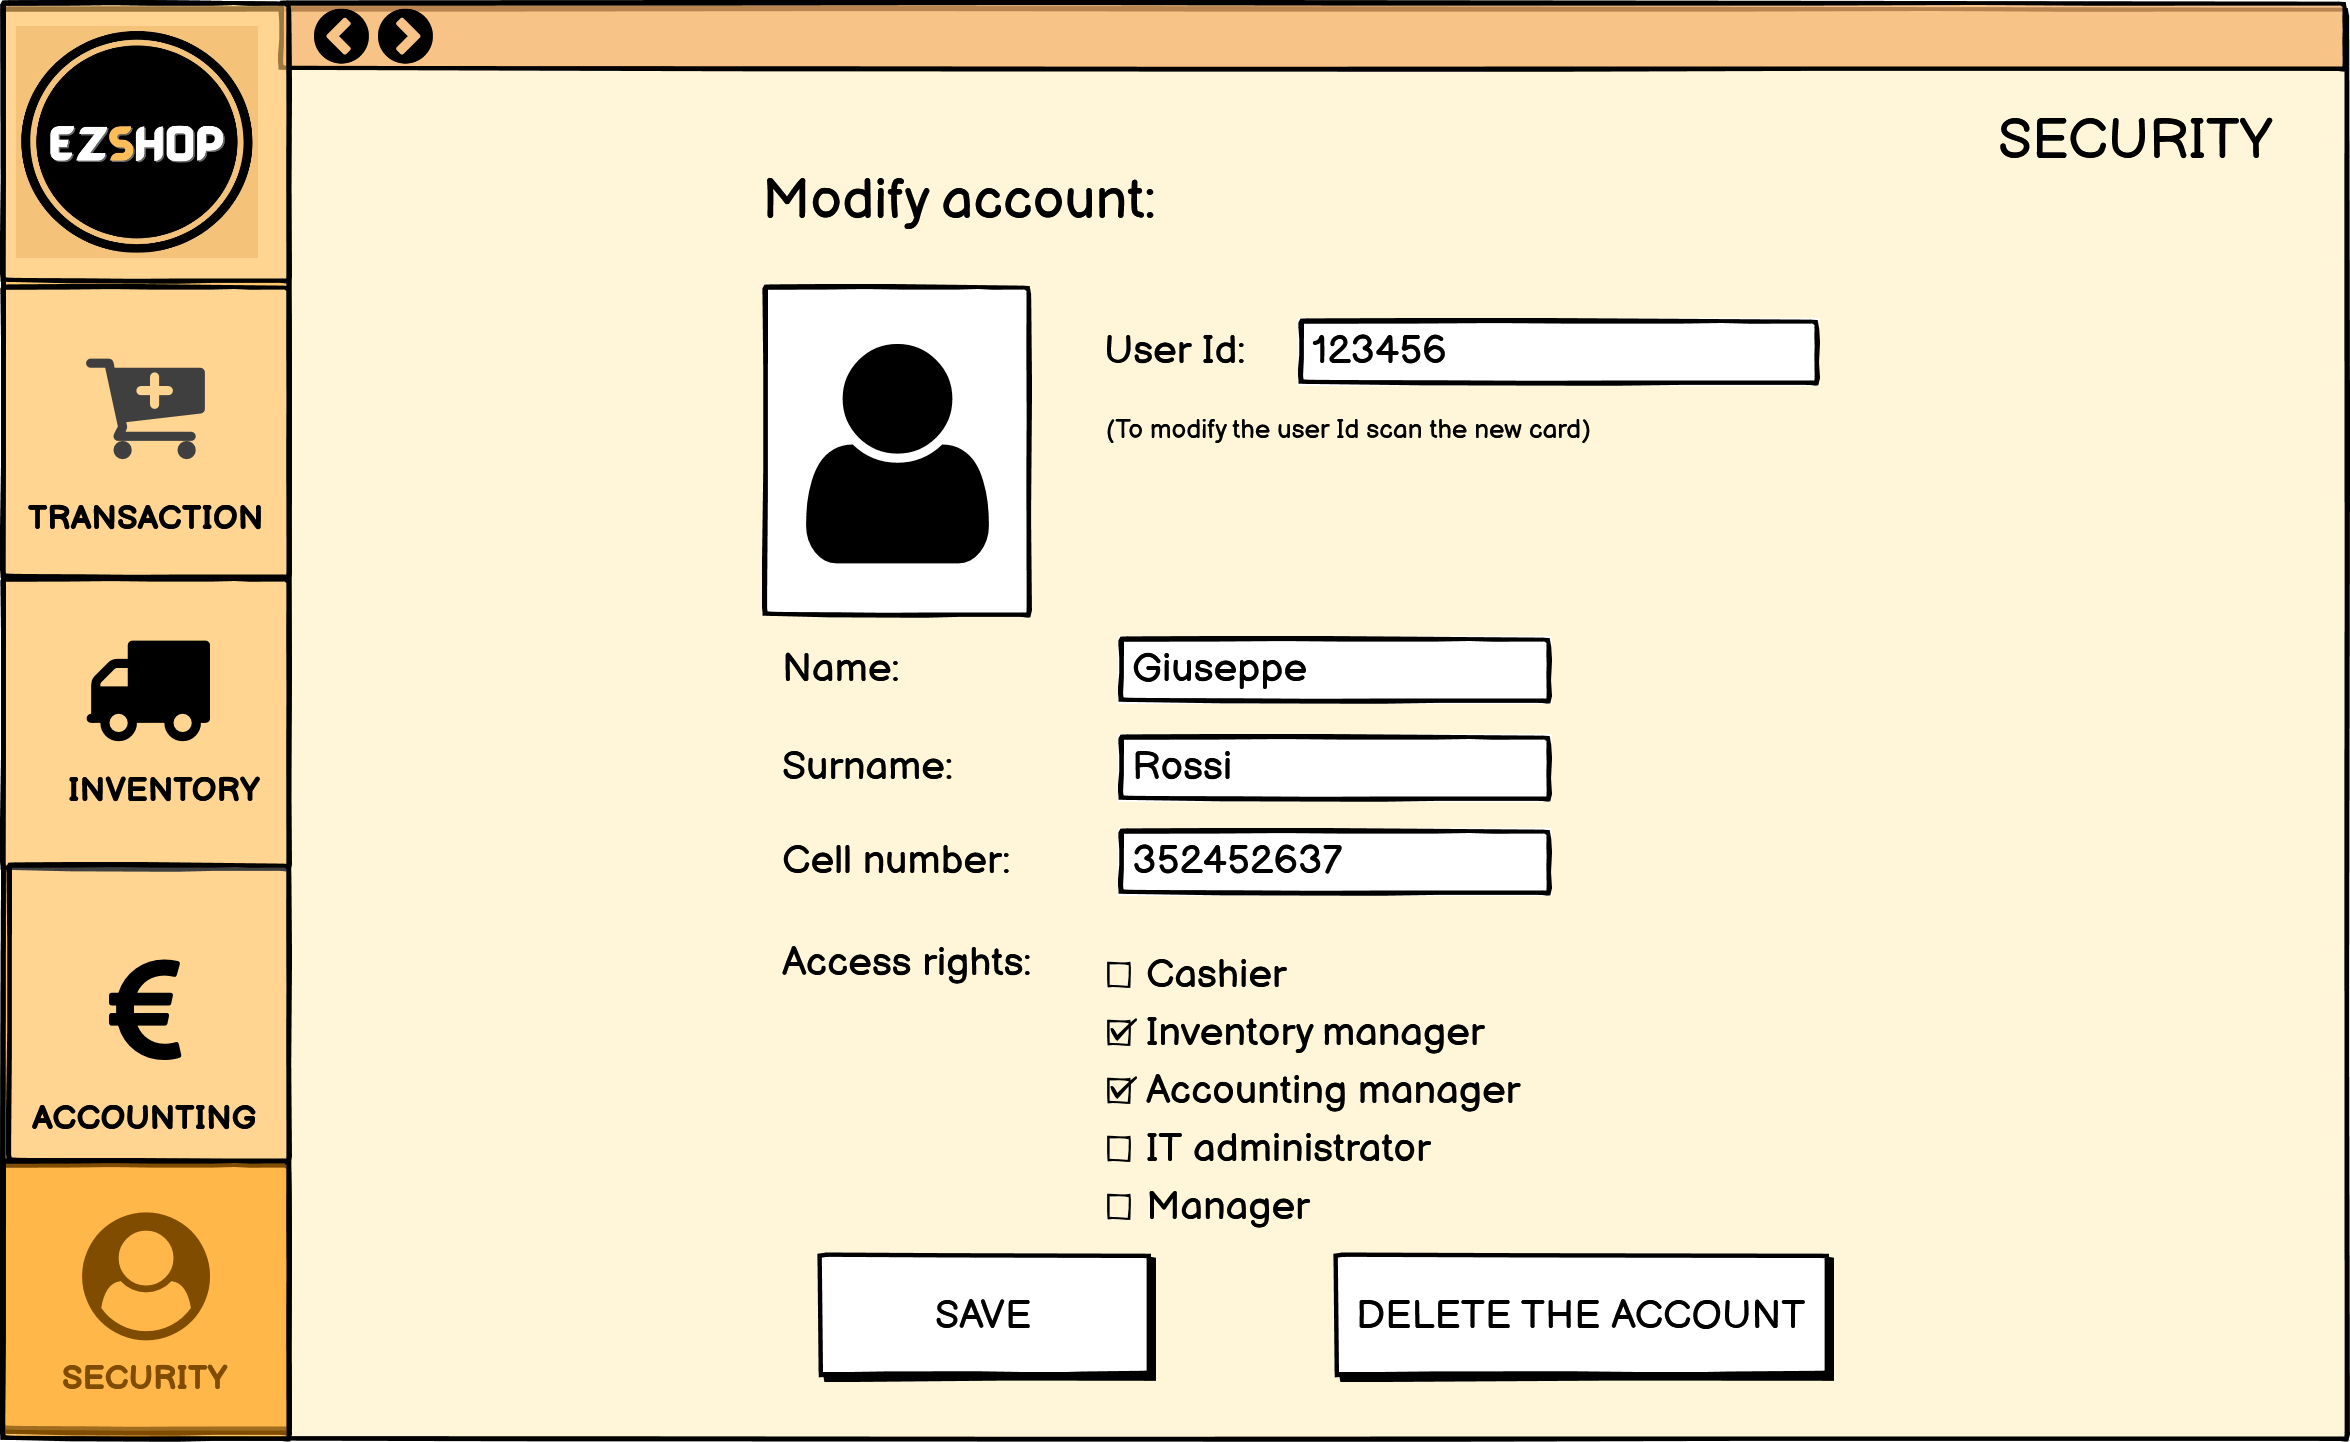 EZSHOP
TRANSACTION
INVENTORY
ACCOUNTING
SECURITY
SECURITY
Modify account:
User Id: 123456
(To modify the user Id scan the new card)
Name: Giuseppe
Surname: Rossi
Cell number: 352452637
Access rights:
Cashier
Inventory manager
Accounting manager
IT administrator
Manager
SAVE
DELETE THE ACCOUNT